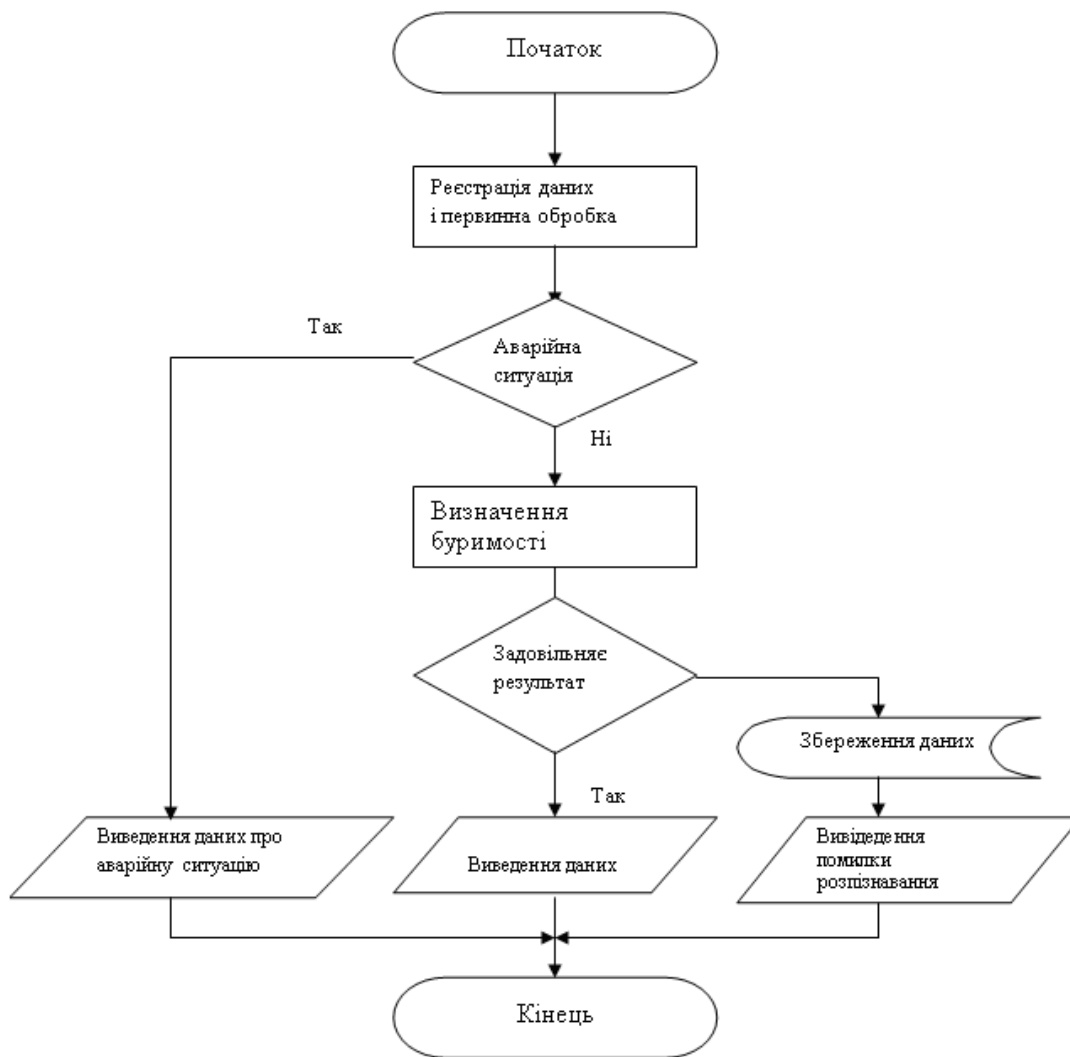 Початок
Реєстрація даних
і первинна обробка
Так
Аварійна
ситуація
Ні
Визначення
буримості
Задовільняє
результат
Збереження даних
Так
Виведення даних про
аварійну ситуацію
Виведення даних
Вивідедення
помилки
розпізнавання
Кінець